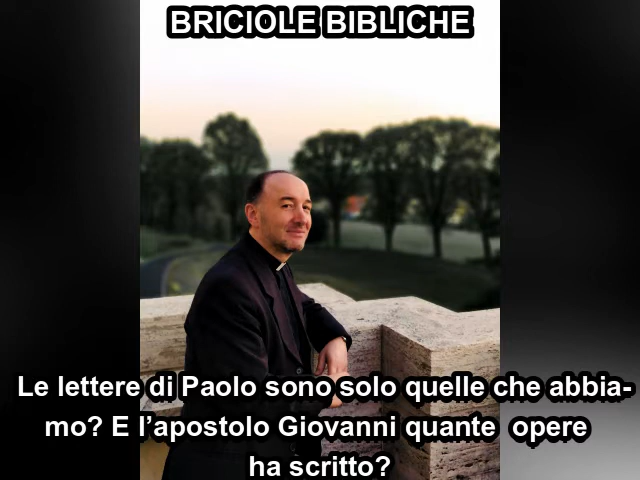 BRICIOLE BIBLICHE
Le lettere di Paolo sono solo quelle che abbia-
mo? E l’apostolo Giovanni quante opere
ha scritto?